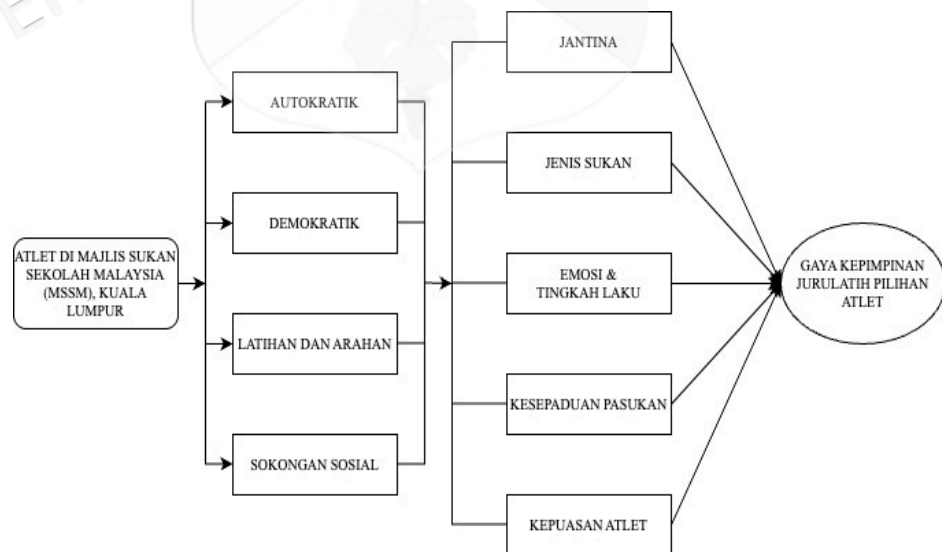 ATLET DI MAJLIS SUKAN
SEKOLAH MALAYSIA
(MSSM), KUALA
LUMPUR
AUTOKRATIK
DEMOKRATIK
LATIHAN DAN ARAHAN
SOKONGAN SOSIAL
JANTINA
JENIS SUKAN
EMOSI &
TINGKAH LAKU
KESEPADUAN PASUKAN
KEPUASAN ATLET
GAYA KEPIMPINAN
JURULATIH PILIHAN
ATLET